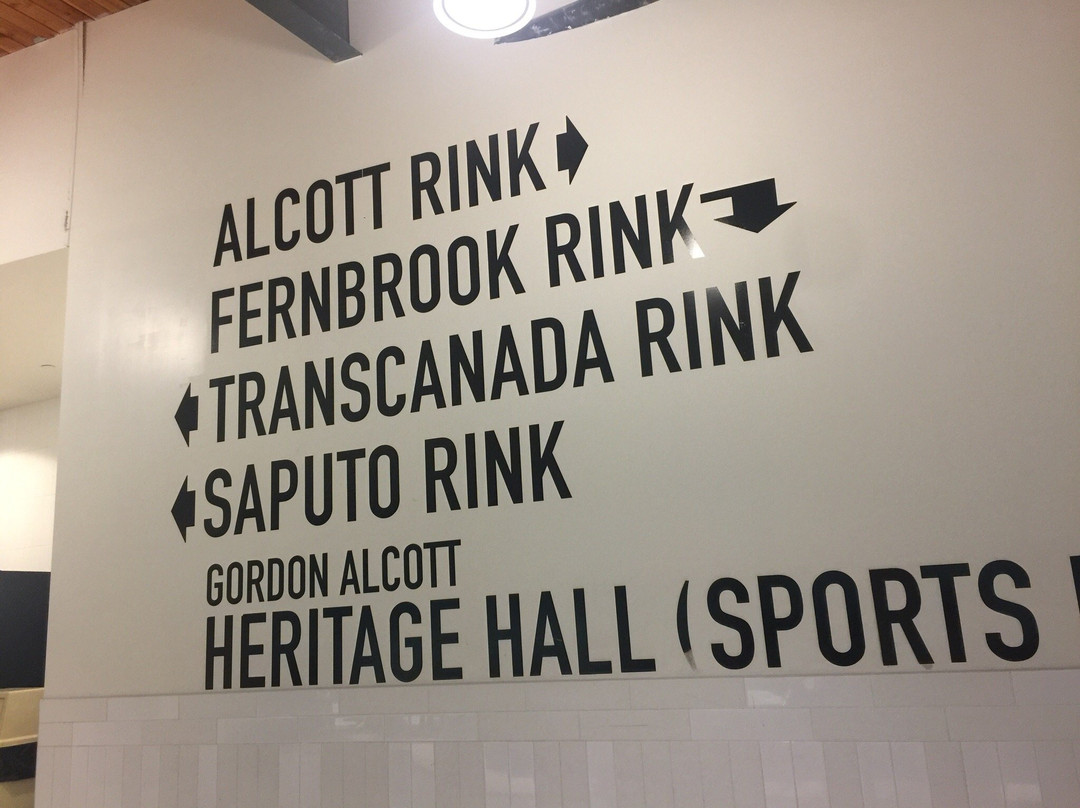 ALCOTT RINK
FERNBROOK RINK
TRANSCANADA RINK
SAPUTO RINK
GORDON ALCOTT
HERITAGE HALL (SPORTS